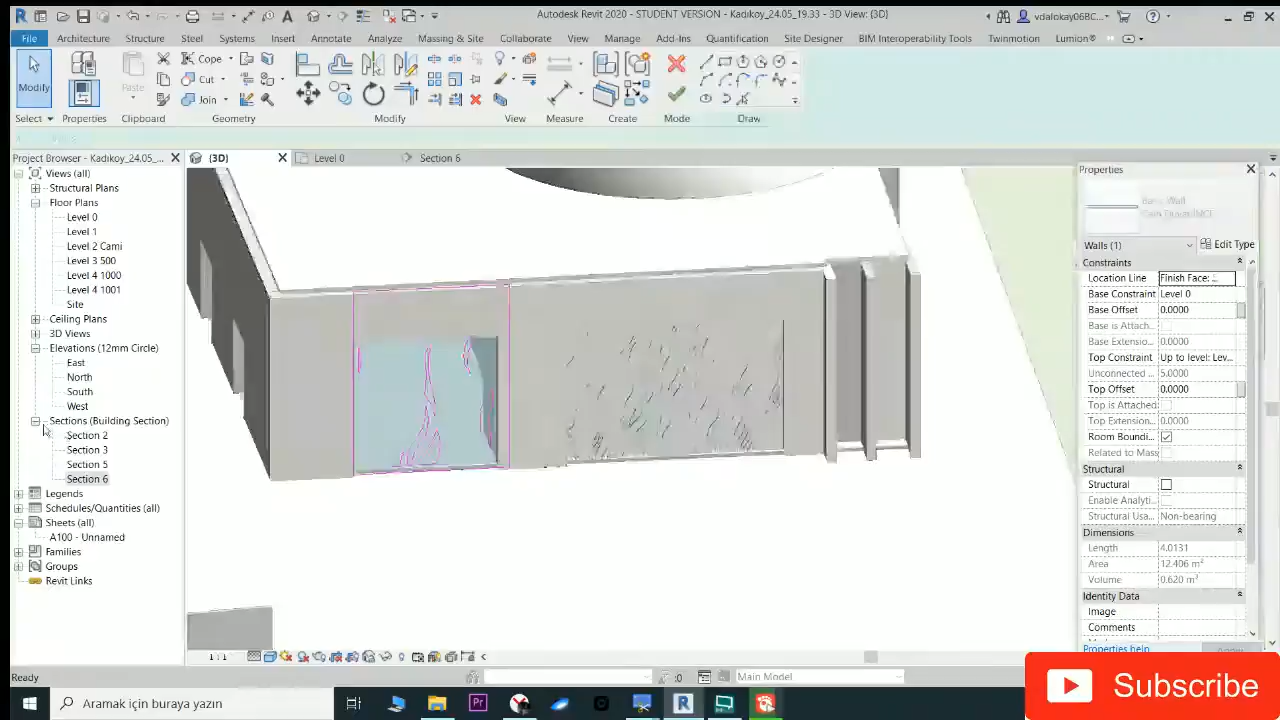 Autodesk Revit 2020 - STUDENT VERSION - Kadıkoy_24.05_19.33 - 3D View: {3D}
vdalokay06BC...
File Architecture Structure Steel Systems Insert Annotate Analyze Massing & Site Collaborate View Manage Add-Ins Quantification Site Designer BIM Interoperability Tools Twinmotion Lumion®
Modify
Paste
Cope
Cut
Join
Select Properties Clipboard Geometry Modify View Measure Create Mode Draw
Project Browser - Kadıkoy_24.05_...
{3D}
Level 0
Section 6
Views (all)
Structural Plans
Floor Plans
Level 0
Level 1
Level 2 Cami
Level 3 500
Level 4 1000
Level 4 1001
Site
Ceiling Plans
3D Views
Elevations (12mm Circle)
East
North
South
West
Sections (Building Section)
Section 2
Section 3
Section 5
Section 6
Legends
Schedules/Quantities (all)
Sheets (all)
A100 - Unnamed
Families
Groups
Revit Links
Properties
Basic Wall
Walls (1)
Edit Type
Constraints
Location Line Finish Face: ...
Base Constraint Level 0
Base Offset 0.0000
Base is Attach...
Base Extensio...
Top Constraint Up to level: Lev...
Unconnected ... 5.0000
Top Offset 0.0000
Top is Attached
Top Extension... 0.0000
Room Boundi...
Related to Mass
Structural
Structural
Enable Analyti...
Structural Usa... Non-bearing
Dimensions
Length 4.0131
Area 12.406 m²
Volume 0.620 m³
Identity Data
Image
Comments
Properties help
1 : 1
Ready
:0
Main Model
Aramak için buraya yazın
Subscribe